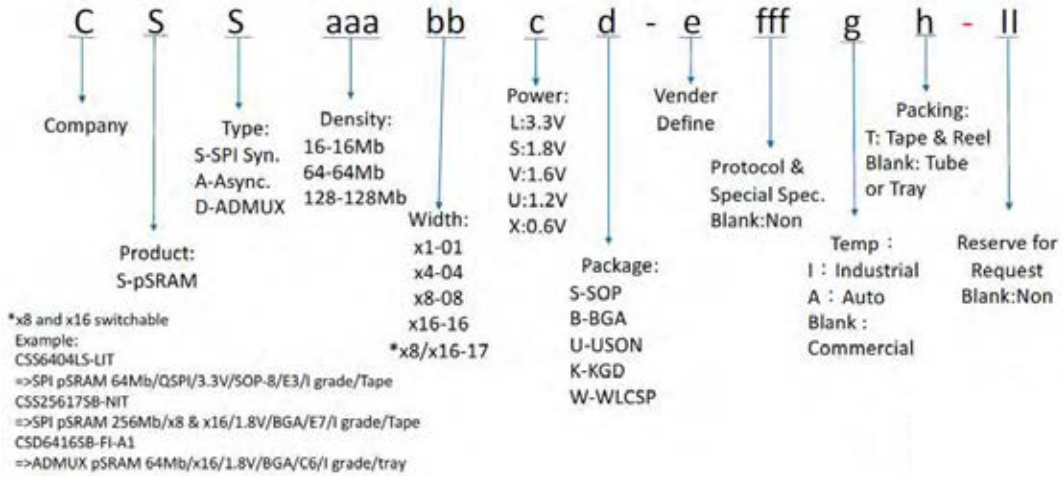 C S S aaa bb c d - e fff g h - II
Company
Product:
S-pSRAM
Type:
S-SPI Syn.
A-Async.
D-ADMUX
Density:
16-16Mb
64-64Mb
128-128Mb
Width:
x1-01
x4-04
x8-08
x16-16
*x8/x16-17
Power:
L:3.3V
S:1.8V
V:1.6V
U:1.2V
X:0.6V
Package:
S-SOP
B-BGA
U-USON
K-KGD
W-WLCSP
Vender
Define
Protocol &
Special Spec.
Blank:Non
Temp :
I : Industrial
A : Auto
Blank :
Commercial
Packing:
T: Tape & Reel
Blank: Tube
or Tray
Reserve for
Request
Blank:Non
*x8 and x16 switchable
Example:
CSS6404LS-LIT
=>SPI pSRAM 64Mb/QSPI/3.3V/SOP-8/E3/I grade/Tape
CSS25617SB-NIT
=>SPI pSRAM 256Mb/x8 & x16/1.8V/BGA/E7/I grade/Tape
CSD6416SB-FI-A1
=>ADMUX pSRAM 64Mb/x16/1.8V/BGA/C6/I grade/tray